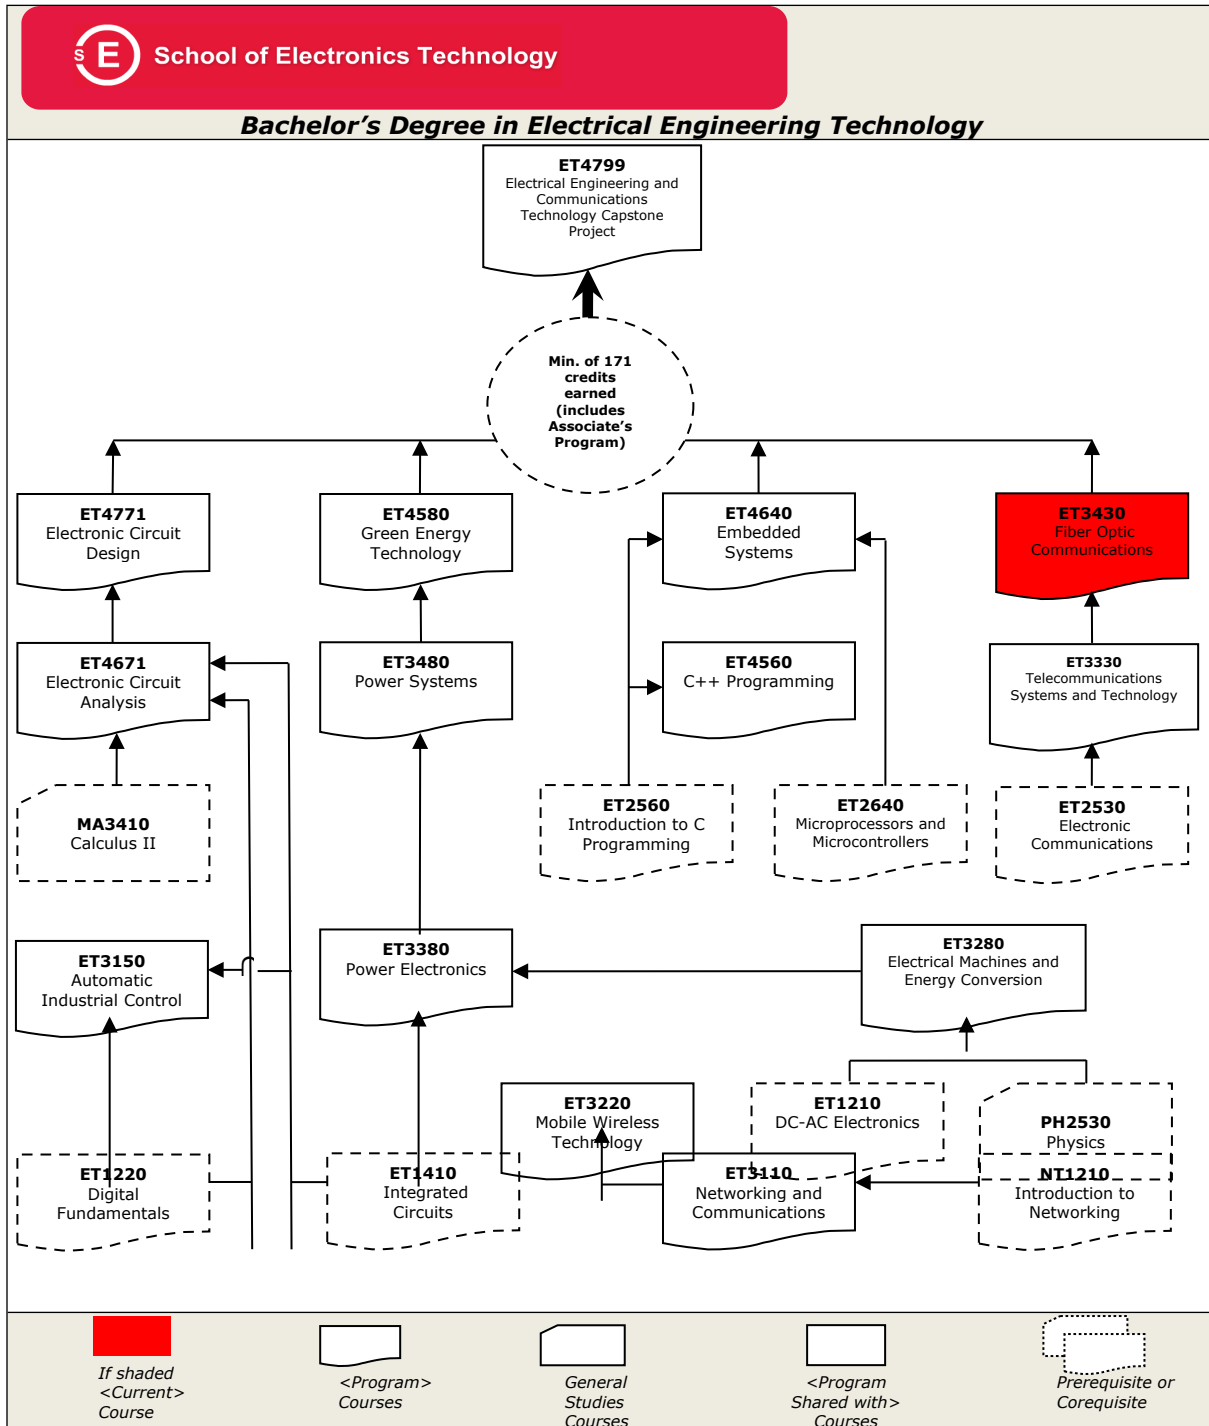 S E School of Electronics Technology
Bachelor’s Degree in Electrical Engineering Technology
ET4799
Electrical Engineering and
Communications
Technology Capstone
Project
Min. of 171
credits
earned
(includes
Associate’s
Program)
ET4771
Electronic Circuit
Design
ET4580
Green Energy
Technology
ET4640
Embedded
Systems
ET3430
Fiber Optic
Communications
ET4671
Electronic Circuit
Analysis
ET3480
Power Systems
ET4560
C++ Programming
ET3330
Telecommunications
Systems and Technology
MA3410
Calculus II
ET2560
Introduction to C
Programming
ET2640
Microprocessors and
Microcontrollers
ET2530
Electronic
Communications
ET3150
Automatic
Industrial Control
ET3380
Power Electronics
ET3280
Electrical Machines and
Energy Conversion
ET3220
Mobile Wireless
Technology
ET1210
DC-AC Electronics
PH2530
Physics
ET1220
Digital
Fundamentals
ET1410
Integrated
Circuits
ET3110
Networking and
Communications
NT1210
Introduction to
Networking
If shaded
<Current>
Course
<Program>
Courses
General
Studies
Courses
<Program
Shared with>
Courses
Prerequisite or
Corequisite